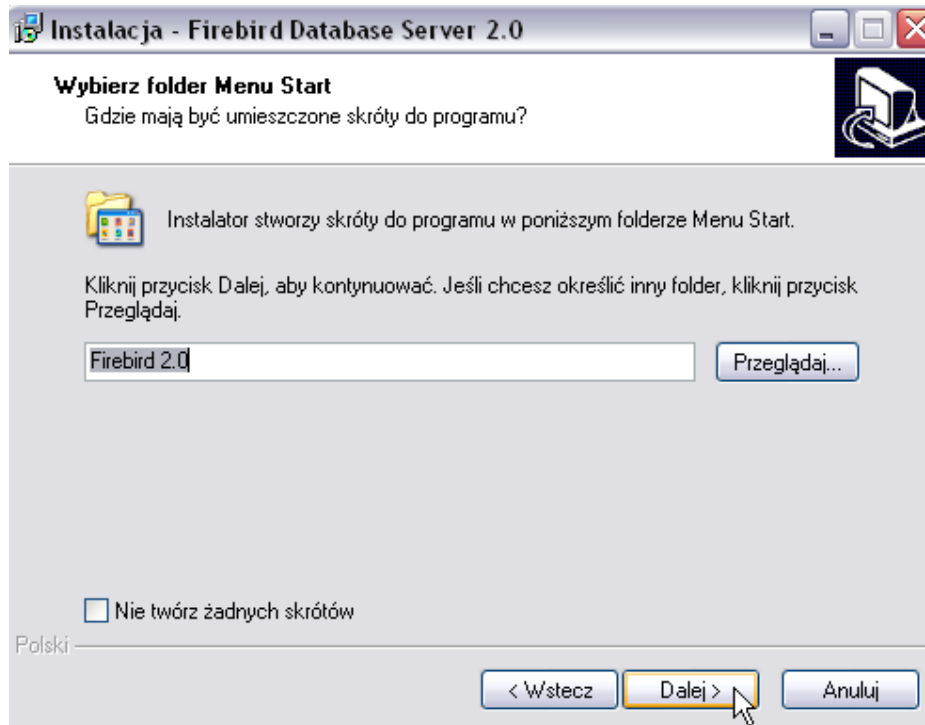 Instalacja - Firebird Database Server 2.0
Wybierz folder Menu Start
Gdzie mają być umieszczone skróty do programu?
Instalator stworzy skróty do programu w poniższym folderze Menu Start.
Kliknij przycisk Dalej, aby kontynuować. Jeśli chcesz określić inny folder, kliknij przycisk
Przeglądaj.
Firebird 2.0
Przeglądaj...
Nie twórz żadnych skrótów
Polski
< Wstecz
Dalej >
Anuluj